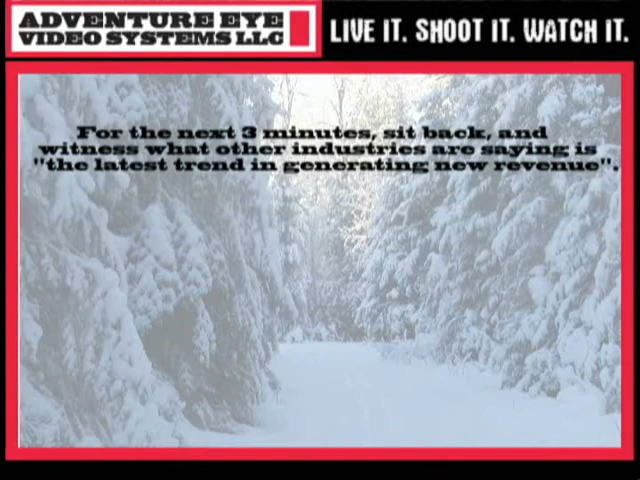 ADVENTURE EYE
VIDEO SYSTEMS LLC
LIVE IT. SHOOT IT. WATCH IT.
For the next 3 minutes, sit back, and
witness what other industries are saying is
"the latest trend in generating new revenue".